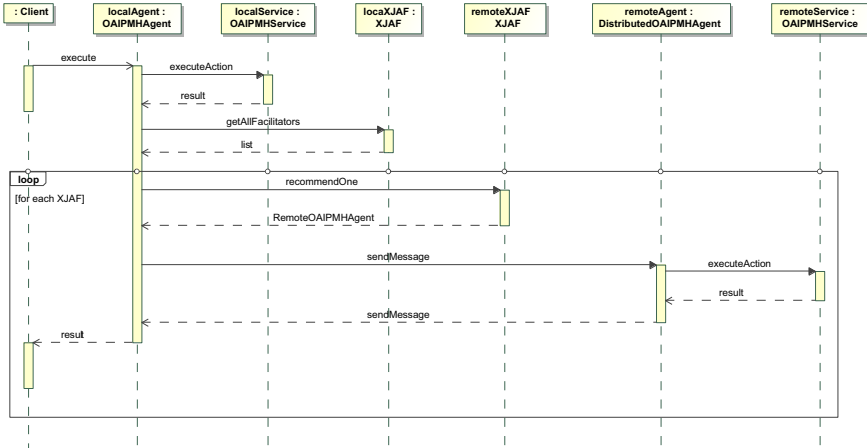 : Client
localAgent :
OAIPMHAgent
localService :
OAIPMHService
locaXJAF :
XJAF
remoteXJAF
XJAF
remoteAgent :
DistributedOAIPMHAgent
remoteService :
OAIPMHService
execute
executeAction
result
getAllFacilitators
list
loop
[for each XJAF]
recommendOne
RemoteOAIPMHAgent
sendMessage
executeAction
result
sendMessage
result